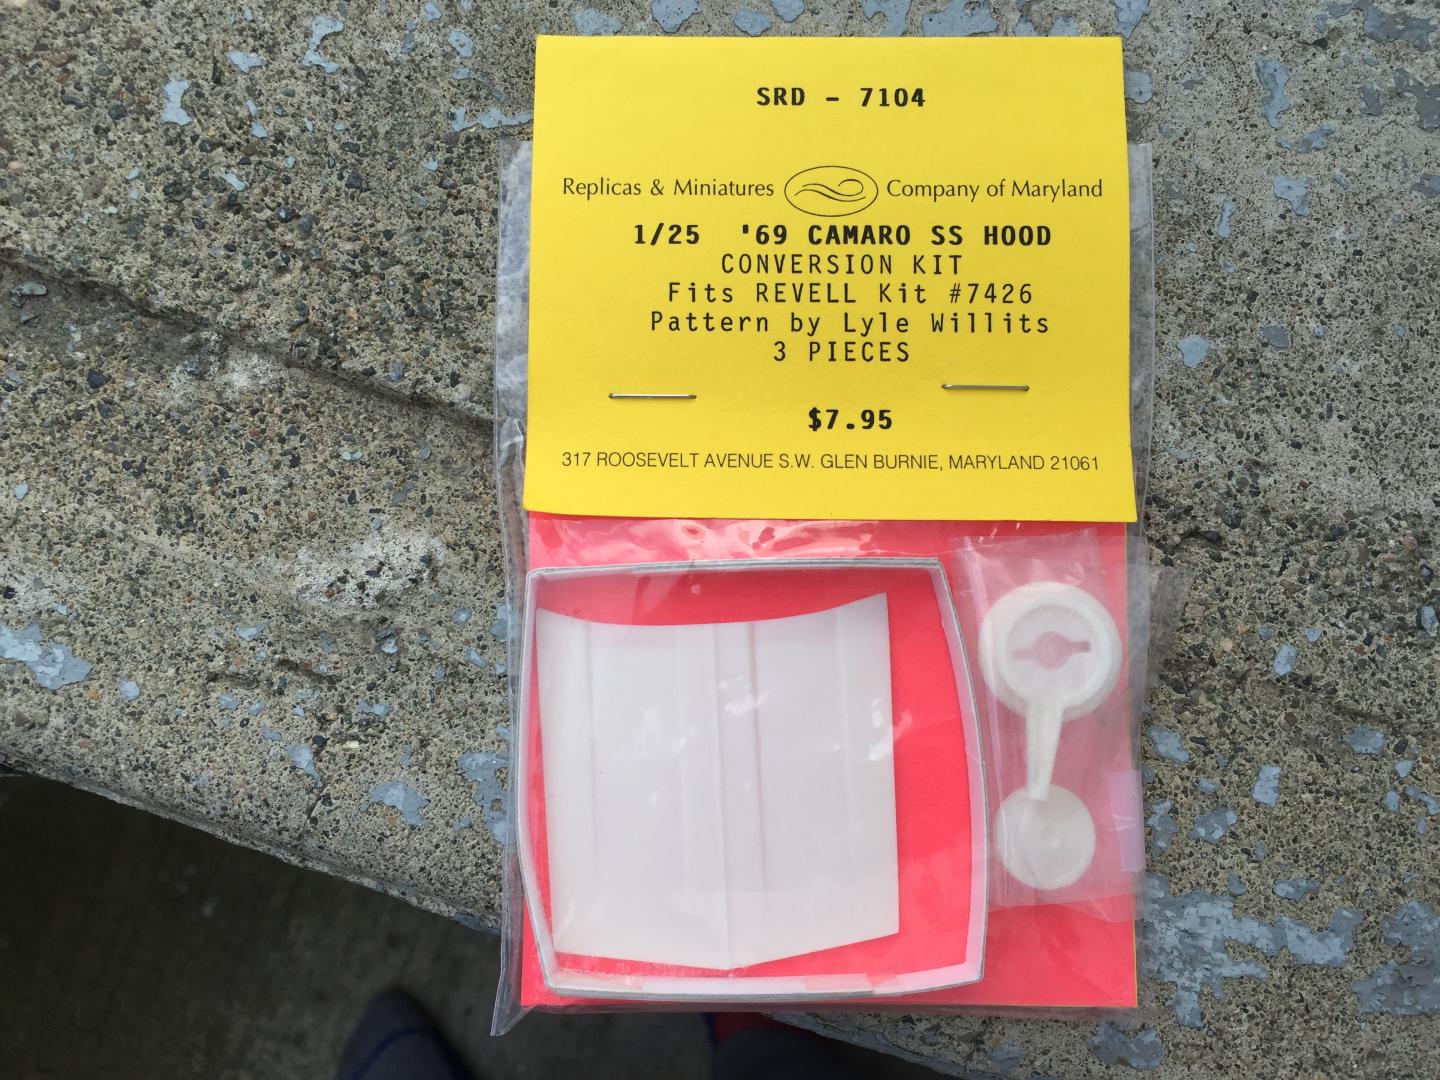 SRD - 7104
Replicas & Miniatures Company of Maryland
1/25 '69 CAMARO SS HOOD
CONVERSION KIT
Fits REVELL Kit #7426
Pattern by Lyle Willits
3 PIECES
$7.95
317 ROOSEVELT AVENUE S.W. GLEN BURNIE, MARYLAND 21061